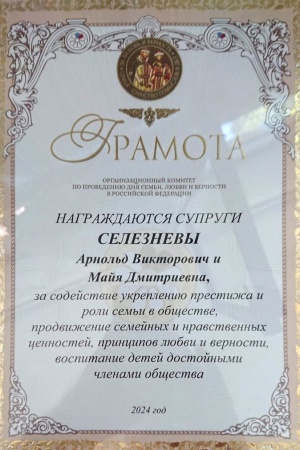 ГРАМОТА
ОРГАНИЗАЦИОННЫЙ КОМИТЕТ
ПО ПРОВЕДЕНИЮ ДНЯ СЕМЬИ, ЛЮБВИ И ВЕРНОСТИ
В РОССИЙСКОЙ ФЕДЕРАЦИИ
НАГРАЖДАЮТСЯ СУПРУГИ
СЕЛЕЗНЕВЫ
Арнольд Викторович и
Майя Дмитриевна,
за содействие укреплению престижа и
роли семьи в обществе,
продвижение семейных и нравственных
ценностей, принципов любви и верности,
воспитание детей достойными
членами общества
2024 год